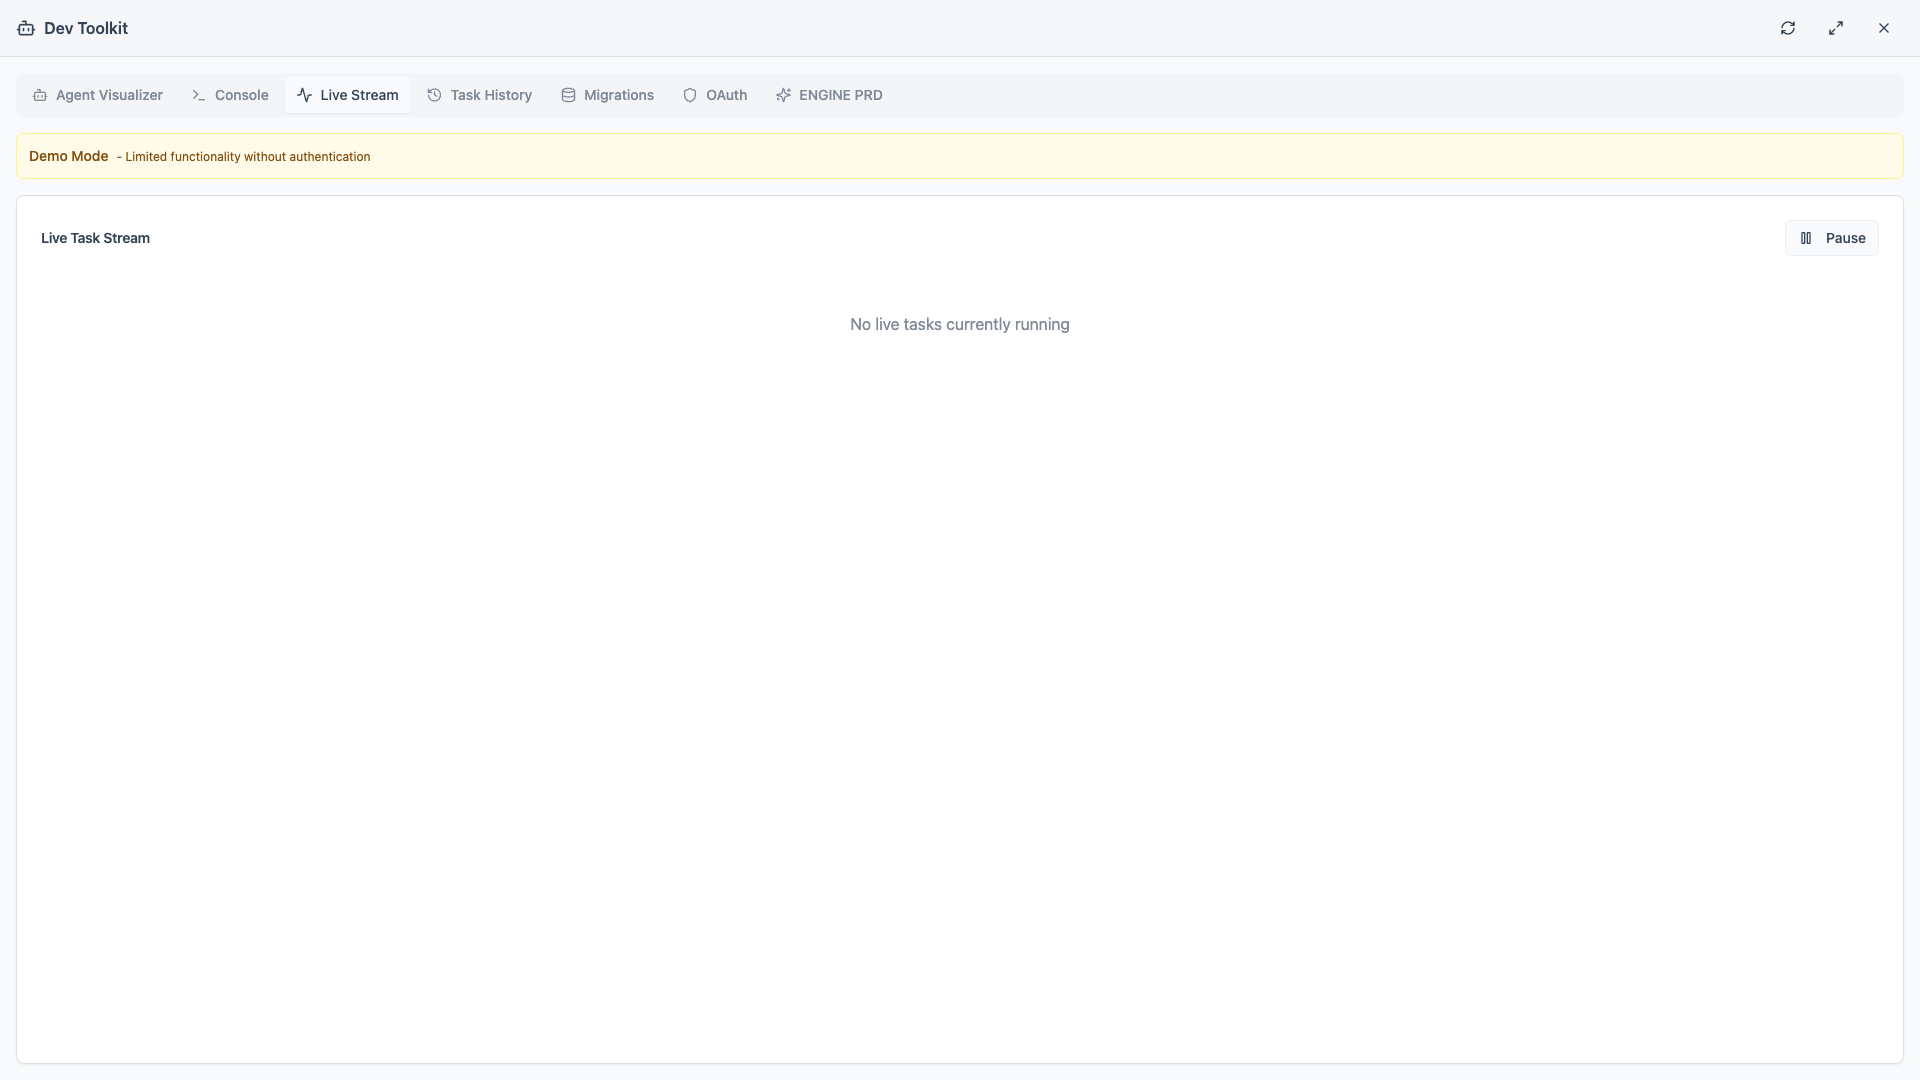 Dev Toolkit
Agent Visualizer
Console
Live Stream
Task History
Migrations
OAuth
ENGINE PRD
Demo Mode - Limited functionality without authentication
Live Task Stream
Pause
No live tasks currently running